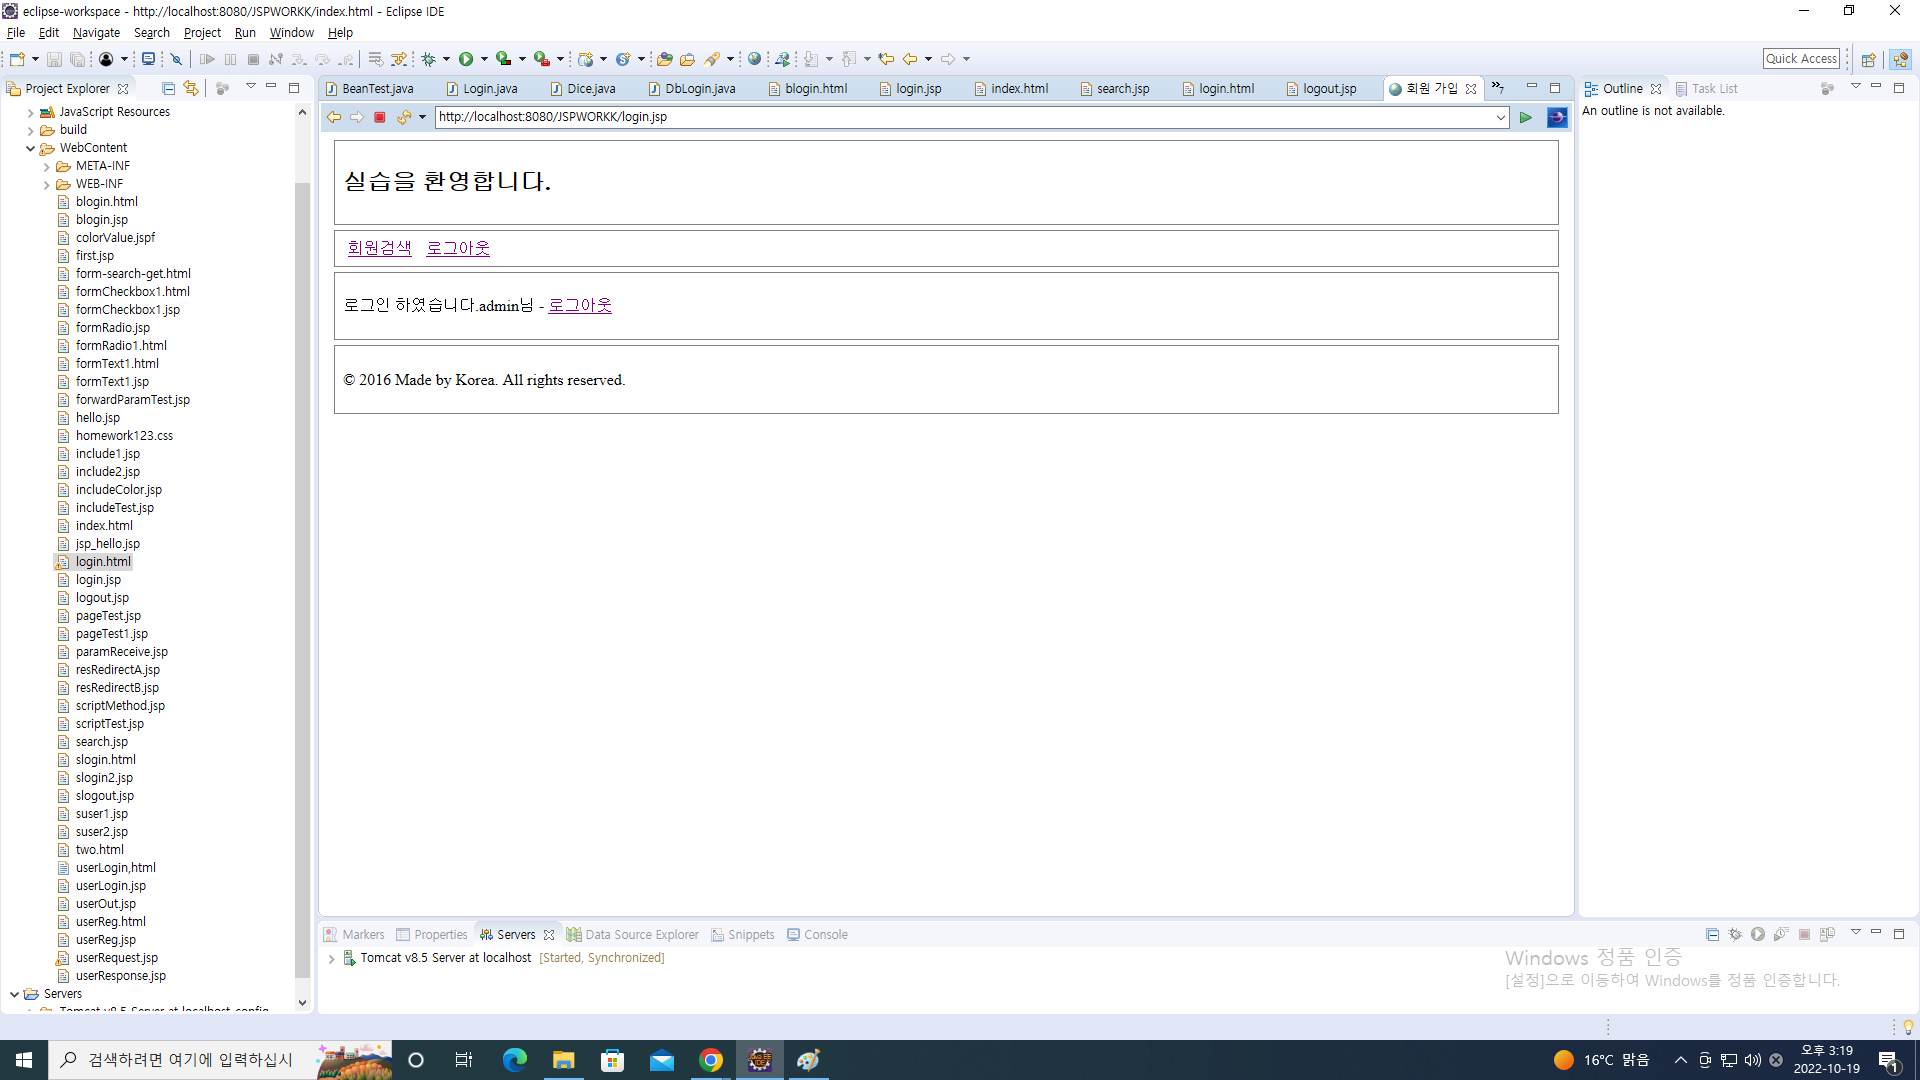 eclipse-workspace - http://localhost:8080/JSPWORKK/index.html - Eclipse IDE
File Edit Navigate Search Project Run Window Help
Quick Access
Project Explorer
JavaScript Resources
build
WebContent
META-INF
WEB-INF
blogin.html
blogin.jsp
colorValue.jspf
first.jsp
form-search-get.html
formCheckbox1.html
formCheckbox1.jsp
formRadio.jsp
formRadio1.html
formText1.html
formText1.jsp
forwardParamTest.jsp
hello.jsp
homework123.css
include1.jsp
include2.jsp
includeColor.jsp
includeTest.jsp
index.html
jsp_hello.jsp
login.html
login.jsp
logout.jsp
pageTest.jsp
pageTest1.jsp
paramReceive.jsp
resRedirectA.jsp
resRedirectB.jsp
scriptMethod.jsp
scriptTest.jsp
search.jsp
slogin.html
slogin2.jsp
slogout.jsp
suser1.jsp
suser2.jsp
two.html
userLogin,html
userLogin.jsp
userOut.jsp
userReg.html
userReg.jsp
userRequest.jsp
userResponse.jsp
Servers
Tomcat v8.5 Server at localhost-config
BeanTest.java Login.java Dice.java DbLogin.java blogin.html login.jsp index.html search.jsp login.html logout.jsp 회원 가입 »7
http://localhost:8080/JSPWORKK/login.jsp
실습을 환영합니다.
회원검색 로그아웃
로그인 하였습니다.admin님 - 로그아웃
© 2016 Made by Korea. All rights reserved.
Outline Task List
An outline is not available.
Markers Properties Servers Data Source Explorer Snippets Console
Tomcat v8.5 Server at localhost [Started, Synchronized]
Windows 정품 인증
[설정]으로 이동하여 Windows를 정품 인증합니다.
검색하려면 여기에 입력하십시
16°C 맑음
오후 3:19
2022-10-19
1